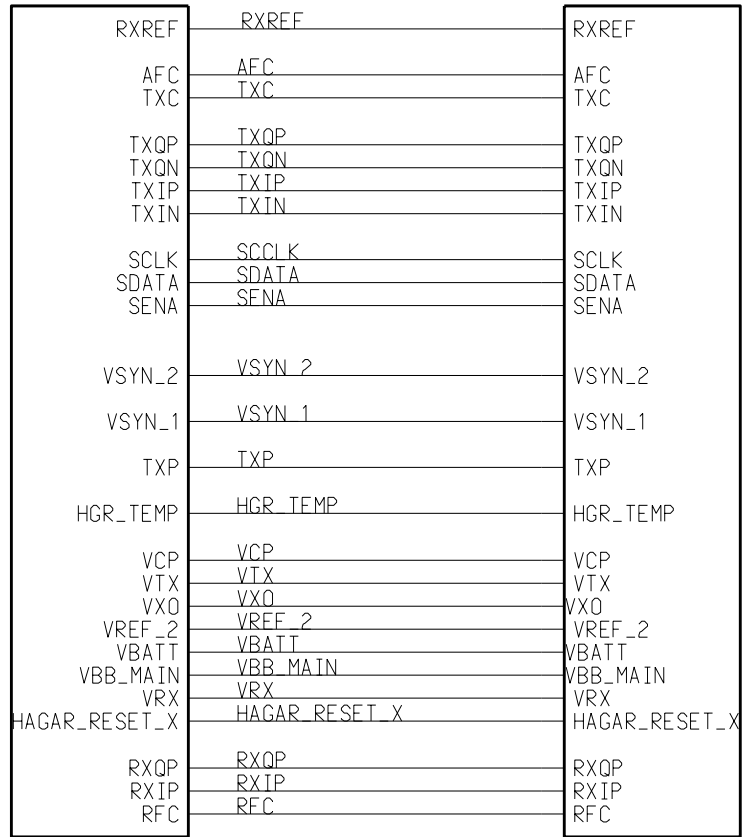 RXREF RXREF RXREF
AFC AFC AFC
TXC TXC TXC
TXQP TXQP TXQP
TXQN TXQN TXQN
TXIP TXIP TXIP
TXIN TXIN TXIN
SCLK SCCLK SCLK
SDATA SDATA SDATA
SENA SENA SENA
VSYN_2 VSYN_2 VSYN_2
VSYN_1 VSYN_1 VSYN_1
TXP TXP TXP
HGR_TEMP HGR_TEMP HGR_TEMP
VCP VCP VCP
VTX VTX VTX
VXO VXO VXO
VREF_2 VREF_2 VREF_2
VBATT VBATT VBATT
VBB_MAIN VBB_MAIN VBB_MAIN
VRX VRX VRX
HAGAR_RESET_X HAGAR_RESET_X HAGAR_RESET_X
RXQP RXQP RXQP
RXIP RXIP RXIP
RFC RFC RFC